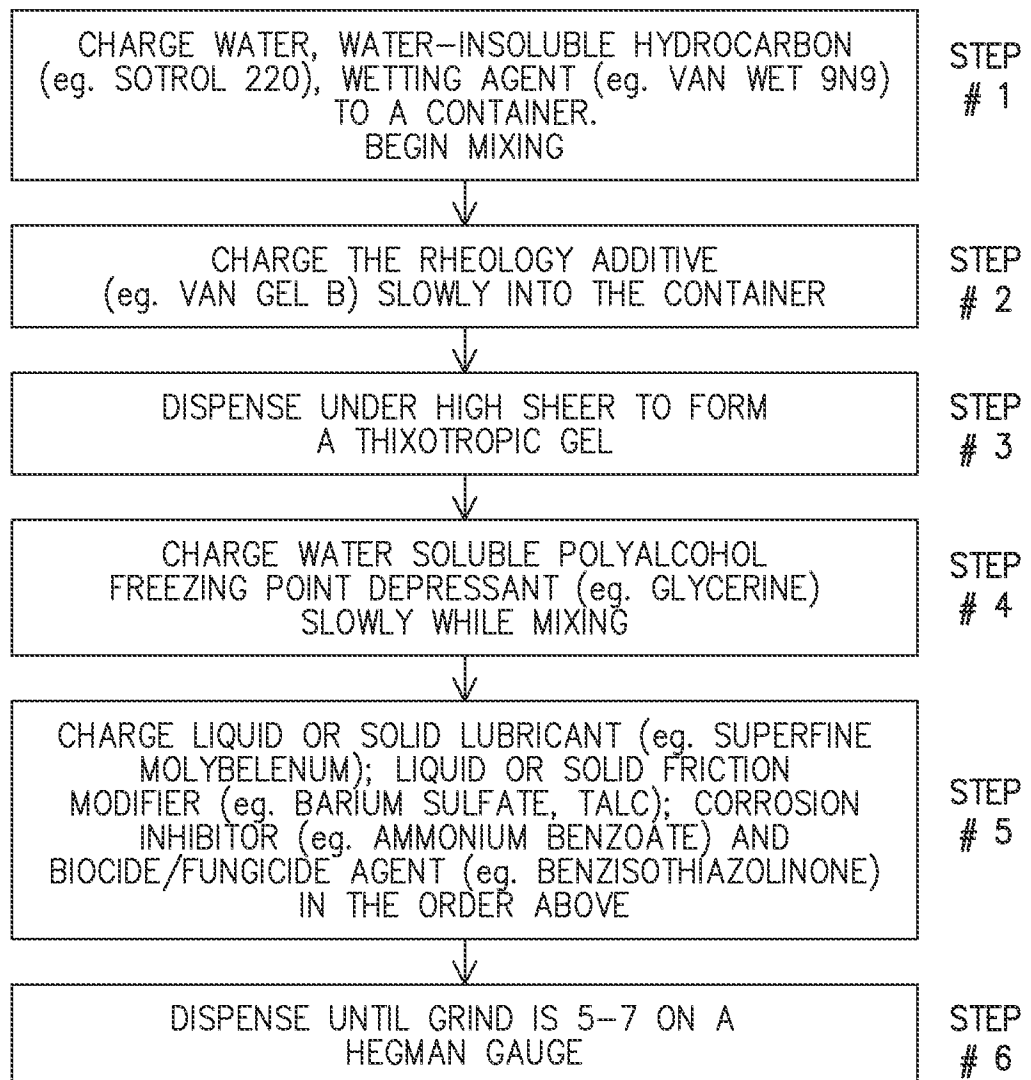 CHARGE WATER, WATER-INSOLUBLE HYDROCARBON
(eg. SOTROL 220), WETTING AGENT (eg. VAN WET 9N9)
TO A CONTAINER.
BEGIN MIXING
STEP
# 1
CHARGE THE RHEOLOGY ADDITIVE
(eg. VAN GEL B) SLOWLY INTO THE CONTAINER
STEP
# 2
DISPENSE UNDER HIGH SHEER TO FORM
A THIXOTROPIC GEL
STEP
# 3
CHARGE WATER SOLUBLE POLYALCOHOL
FREEZING POINT DEPRESSANT (eg. GLYCERINE)
SLOWLY WHILE MIXING
STEP
# 4
CHARGE LIQUID OR SOLID LUBRICANT (eg. SUPERFINE
MOLYBELENUM); LIQUID OR SOLID FRICTION
MODIFIER (eg. BARIUM SULFATE, TALC); CORROSION
INHIBITOR (eg. AMMONIUM BENZOATE) AND
BIOCIDE/FUNGICIDE AGENT (eg. BENZISOTHIAZOLINONE)
IN THE ORDER ABOVE
STEP
# 5
DISPENSE UNTIL GRIND IS 5-7 ON A
HEGMAN GAUGE
STEP
# 6